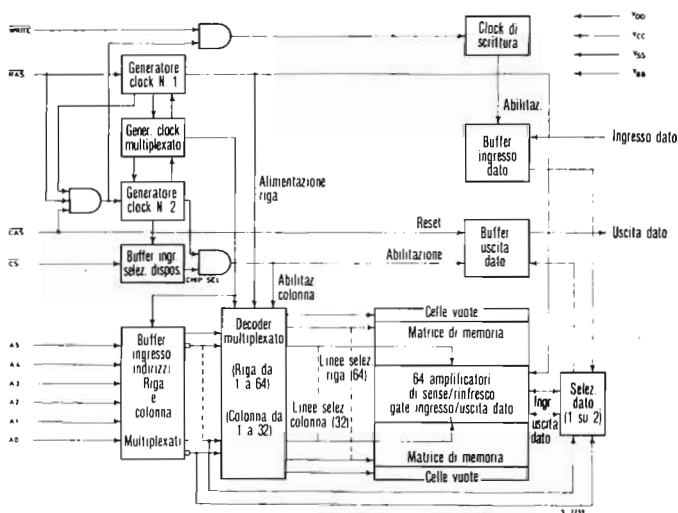 WRITE
Clock di
scrittura
VDD
VCC
VSS
VBB
RAS
Generatore
clock N. 1
Abilitaz.
Gener. clock
multiplexato
Buffer
ingresso
dato
Ingresso dato
Alimentazione
riga
Generatore
clock N 2
CAS
Reset
Buffer
uscita
dato
Uscita dato
Abilitazione
CS
Buffer ingr
selez. dispos.
CHIP SEL
Abilitaz
colonna
A5
A4
A3
A2
A1
A0
Buffer
ingresso
indirizzi
Riga
e
colonna
Multiplexati
Decoder
multiplexato
(Riga da
1 a 64)
(Colonna da
1 a 32)
Linee selez
riga (64)
Linee selez
colonna (32)
Celle vuote
Matrice di memoria
64 amplificatori
di sense/rinfresco
gate ingresso/uscita dato
Matrice di memoria
Celle vuote
Ingr
uscita
dato
Selez.
dato
(1 su 2)